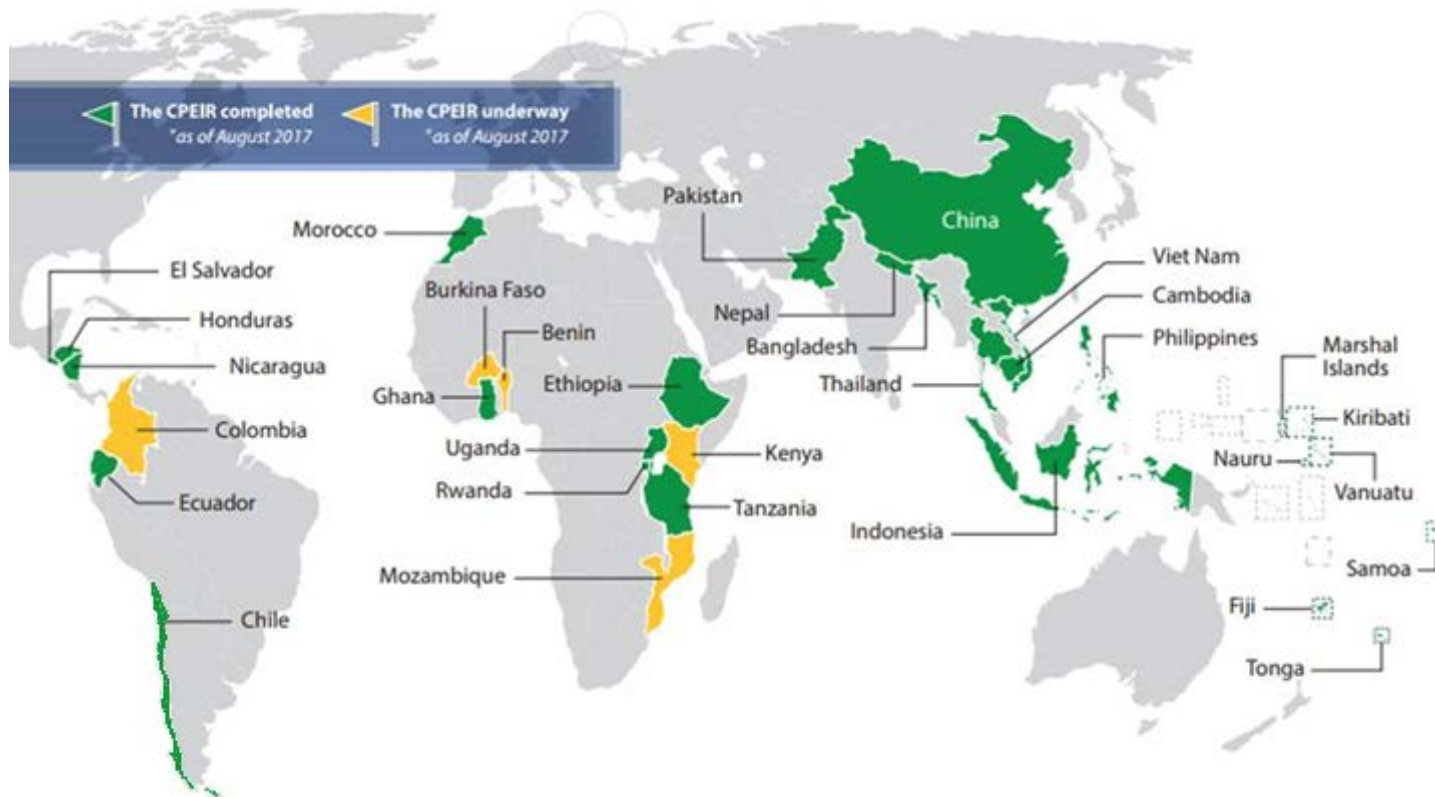 The CPEIR completed
*as of August 2017
The CPEIR underway
*as of August 2017
Pakistan
China
Morocco
Viet Nam
El Salvador
Burkina Faso
Cambodia
Honduras
Nepal
Benin
Philippines
Bangladesh
Marshal
Islands
Nicaragua
Ethiopia
Thailand
Ghana
Kiribati
Colombia
Uganda
Kenya
Nauru
Rwanda
Vanuatu
Ecuador
Tanzania
Indonesia
Samoa
Mozambique
Fiji
Chile
Tonga